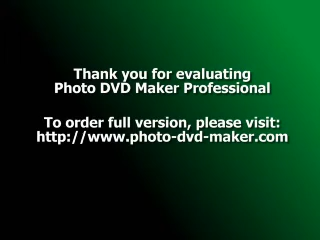 Thank you for evaluating
Photo DVD Maker Professional
To order full version, please visit:
http://www.photo-dvd-maker.com